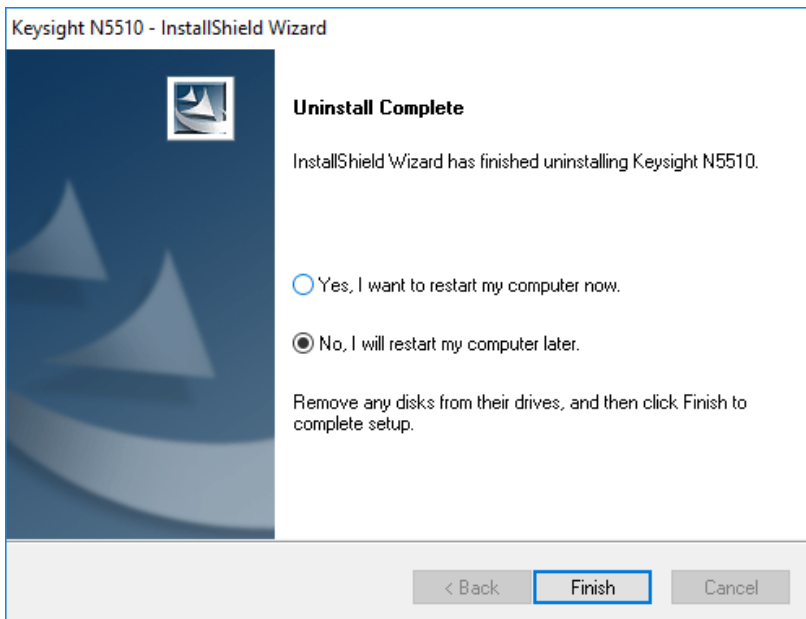 Keysight N5510 - InstallShield Wizard
Uninstall Complete
InstallShield Wizard has finished uninstalling Keysight N5510.
Yes, I want to restart my computer now.
No, I will restart my computer later.
Remove any disks from their drives, and then click Finish to
complete setup.
< Back
Finish
Cancel